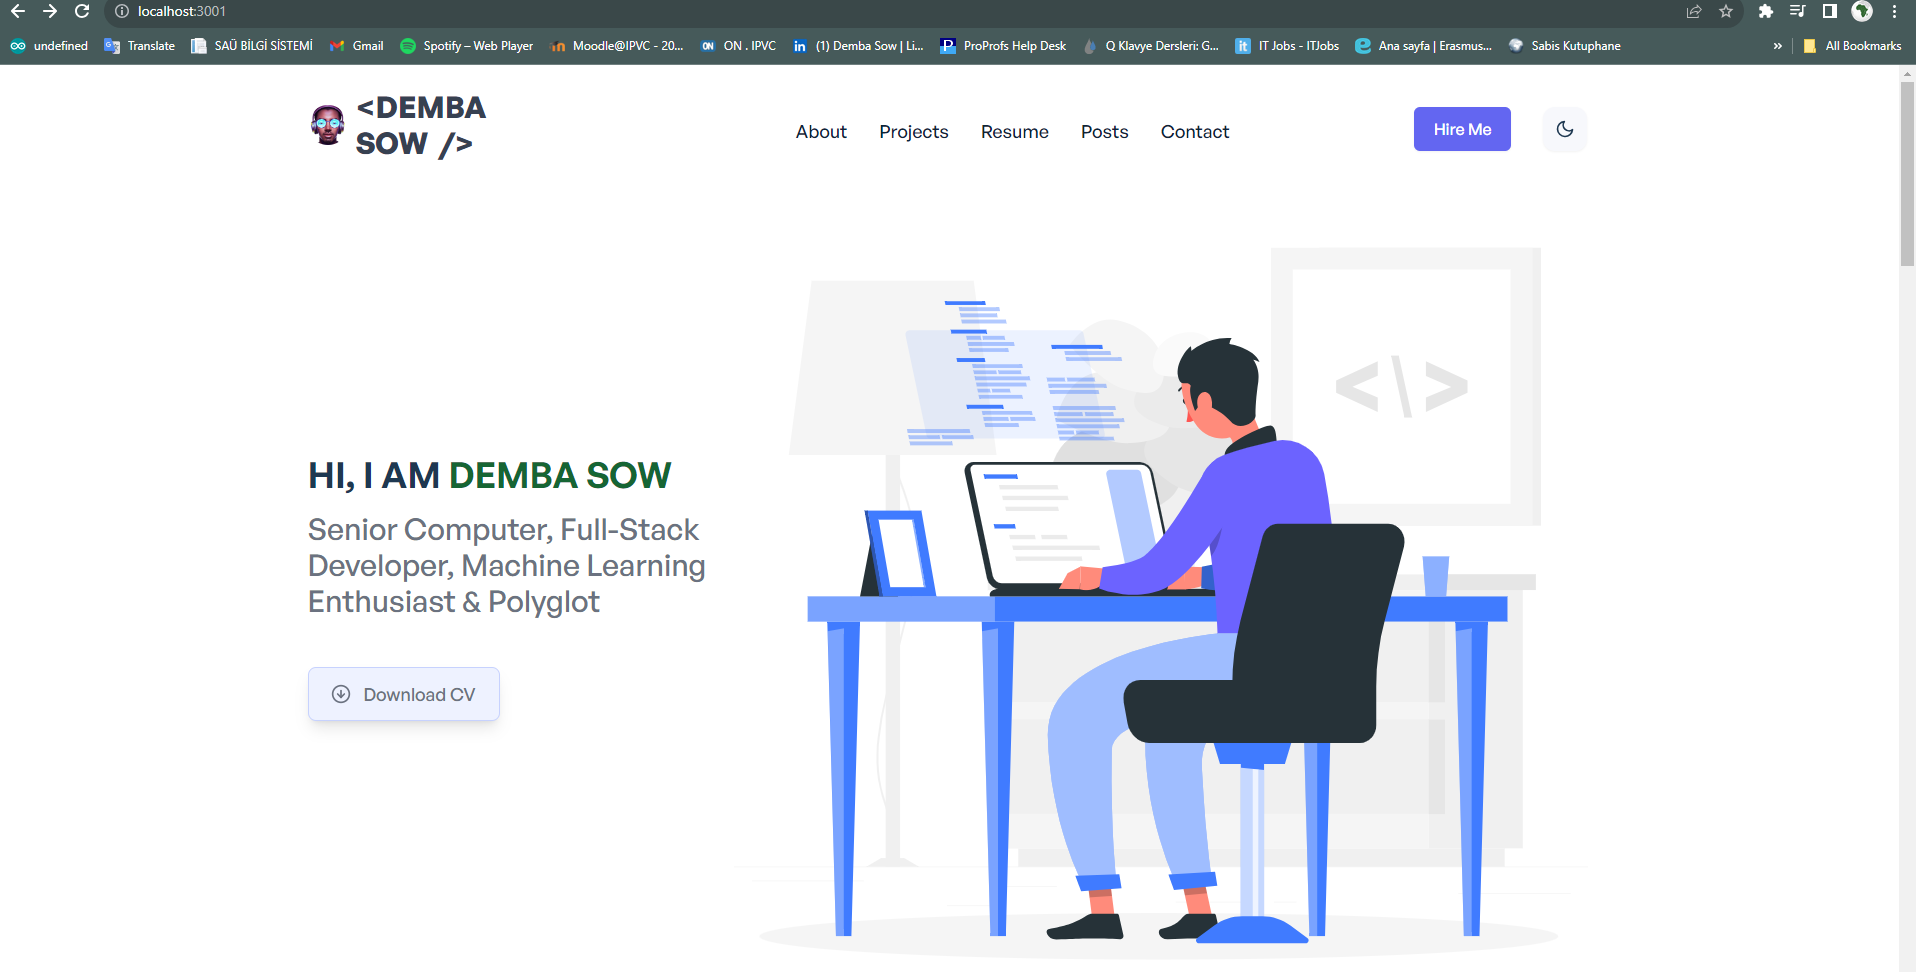 localhost:3001
undefined Translate SAÜ BİLGİ SİSTEMİ Gmail Spotify – Web Player Moodle@IPVC - 20... ON . IPVC (1) Demba Sow | Li... ProProfs Help Desk Q Klavye Dersleri: G... IT Jobs - ITJobs Ana sayfa | Erasmus... Sabis Kutuphane » All Bookmarks
<DEMBA
SOW />
About Projects Resume Posts Contact Hire Me
<\>
HI, I AM DEMBA SOW
Senior Computer, Full-Stack
Developer, Machine Learning
Enthusiast & Polyglot
Download CV